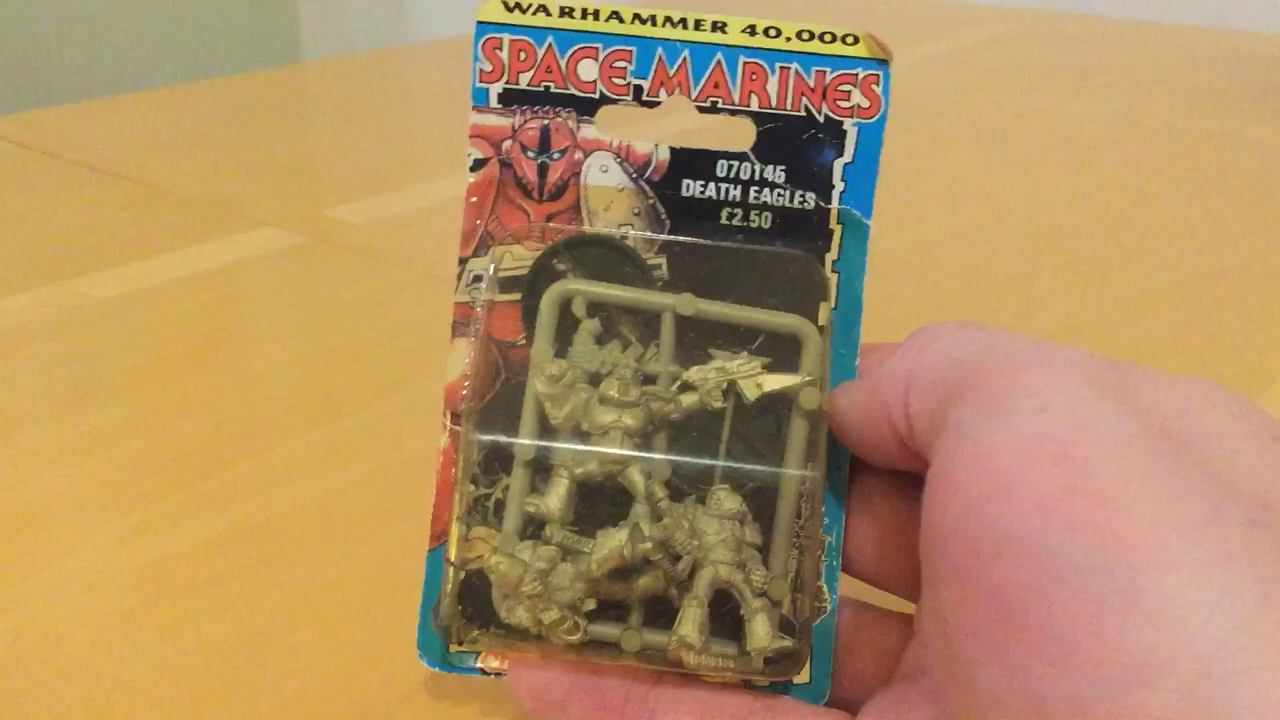 WARHAMMER 40,000
SPACE MARINES
070146
DEATH EAGLES
£2.50